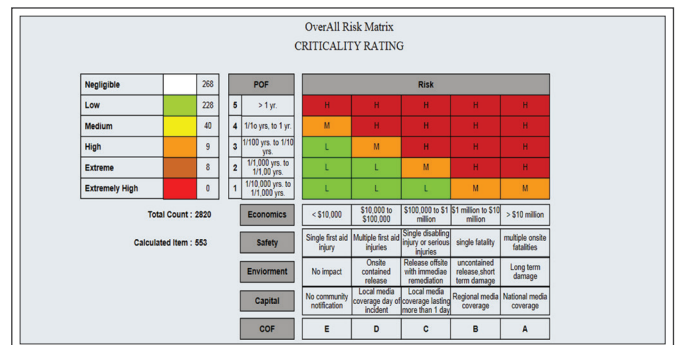 OverAll Risk Matrix
CRITICALITY RATING
Negligible 268
Low 228
Medium 40
High 9
Extreme 8
Extremely High 0
Total Count : 2820
Calculated Item : 553
POF Risk
5 > 1 yr. H H H H H
4 1/1o yrs, to 1 yr. M H H H H
3 1/100 yrs. to 1/10 yrs. L M H H H
2 1/1,000 yrs. to 1/1,00 yrs. L L M H H
1 1/10,000 yrs. to 1/1,000 yrs. L L L M M
Economics < $10,000 $10,000 to $100,000 $100,000 to $1 million $1 million to $10 million > $10 million
Safety Single first aid injury Multiple first aid injuries Single disabling injury or serious injuries single fatality multiple onsite fatalities
Enviorment No impact Onsite contained release Release offsite with immediae remediation uncontained release,short term damage Long term damage
Capital No community notification Local media coverage day of incident Local media coverage lasting more than 1 day Regional media coverage National media coverage
COF E D C B A